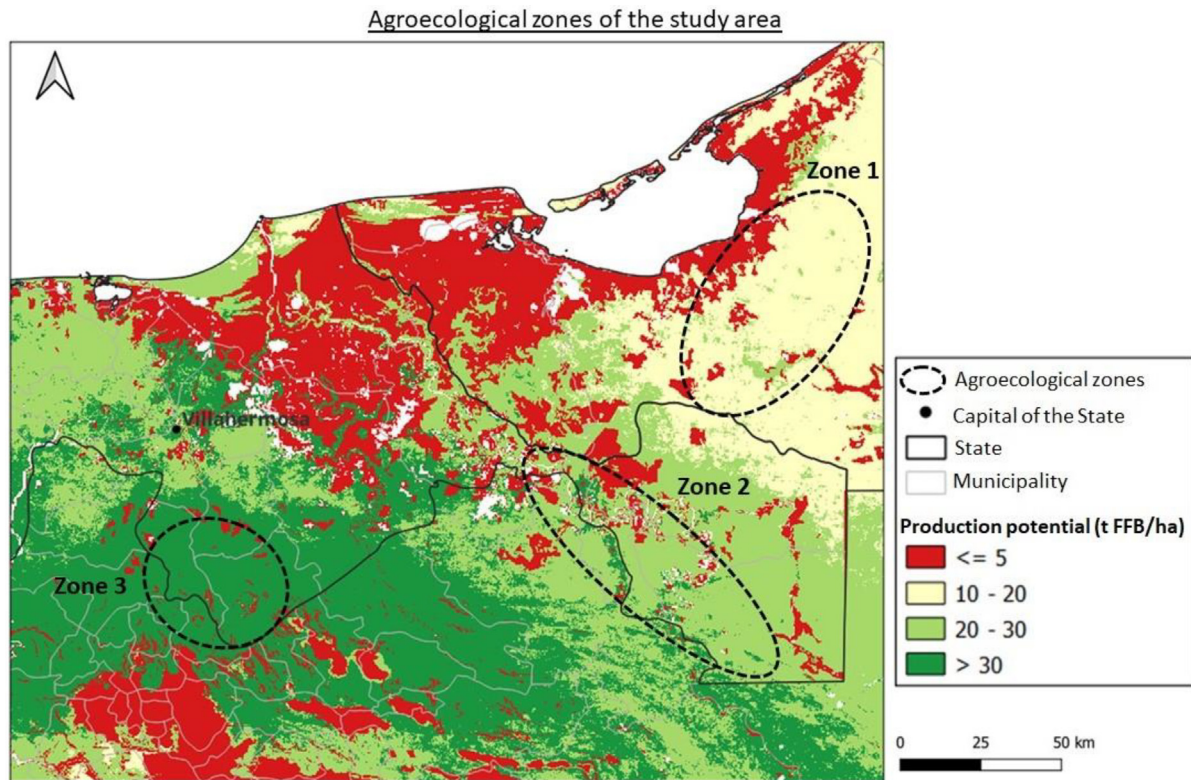 Agroecological zones of the study area
Zone 1
Villahermosa
Zone 2
Zone 3
Agroecological zones
Capital of the State
State
Municipality
Production potential (t FFB/ha)
<= 5
10 - 20
20 - 30
> 30
0 25 50 km